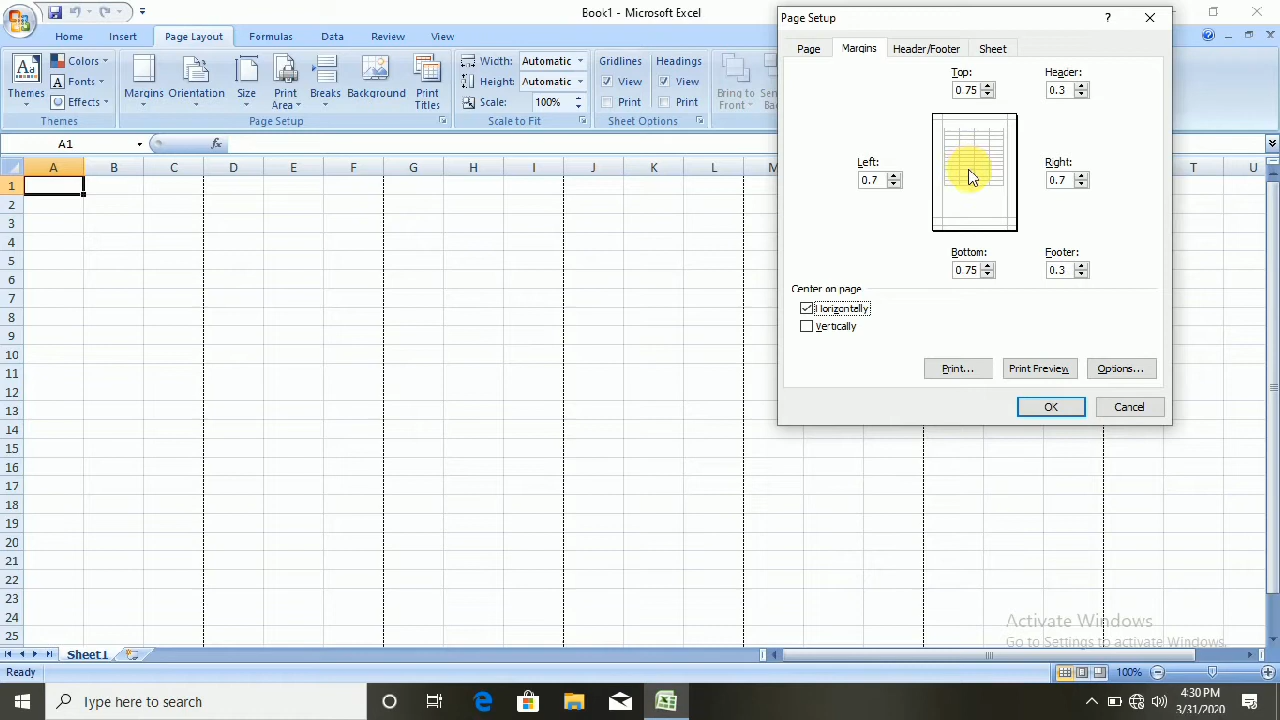 Book1 - Microsoft Excel
Home Insert Page Layout Formulas Data Review View
Themes
Colors
Fonts
Effects
Themes
Margins Orientation Size Print Area Breaks Background Print Titles
Page Setup
Width: Automatic
Height: Automatic
Scale: 100%
Scale to Fit
Gridlines Headings
View View
Print Print
Sheet Options
Bring to Front
A1
fx
A B C D E F G H I J K L M T U
1
2
3
4
5
6
7
8
9
10
11
12
13
14
15
16
17
18
19
20
21
22
23
24
25
Page Setup
?
Page Margins Header/Footer Sheet
Top: Header:
0.75 0.3
Left: Right:
0.7 0.7
Bottom: Footer:
0.75 0.3
Center on page
Horizontally
Vertically
Print... Print Preview Options...
OK Cancel
Activate Windows
Go to Settings to activate Windows.
Sheet1
Ready 100%
Type here to search
4:30 PM
3/31/2020